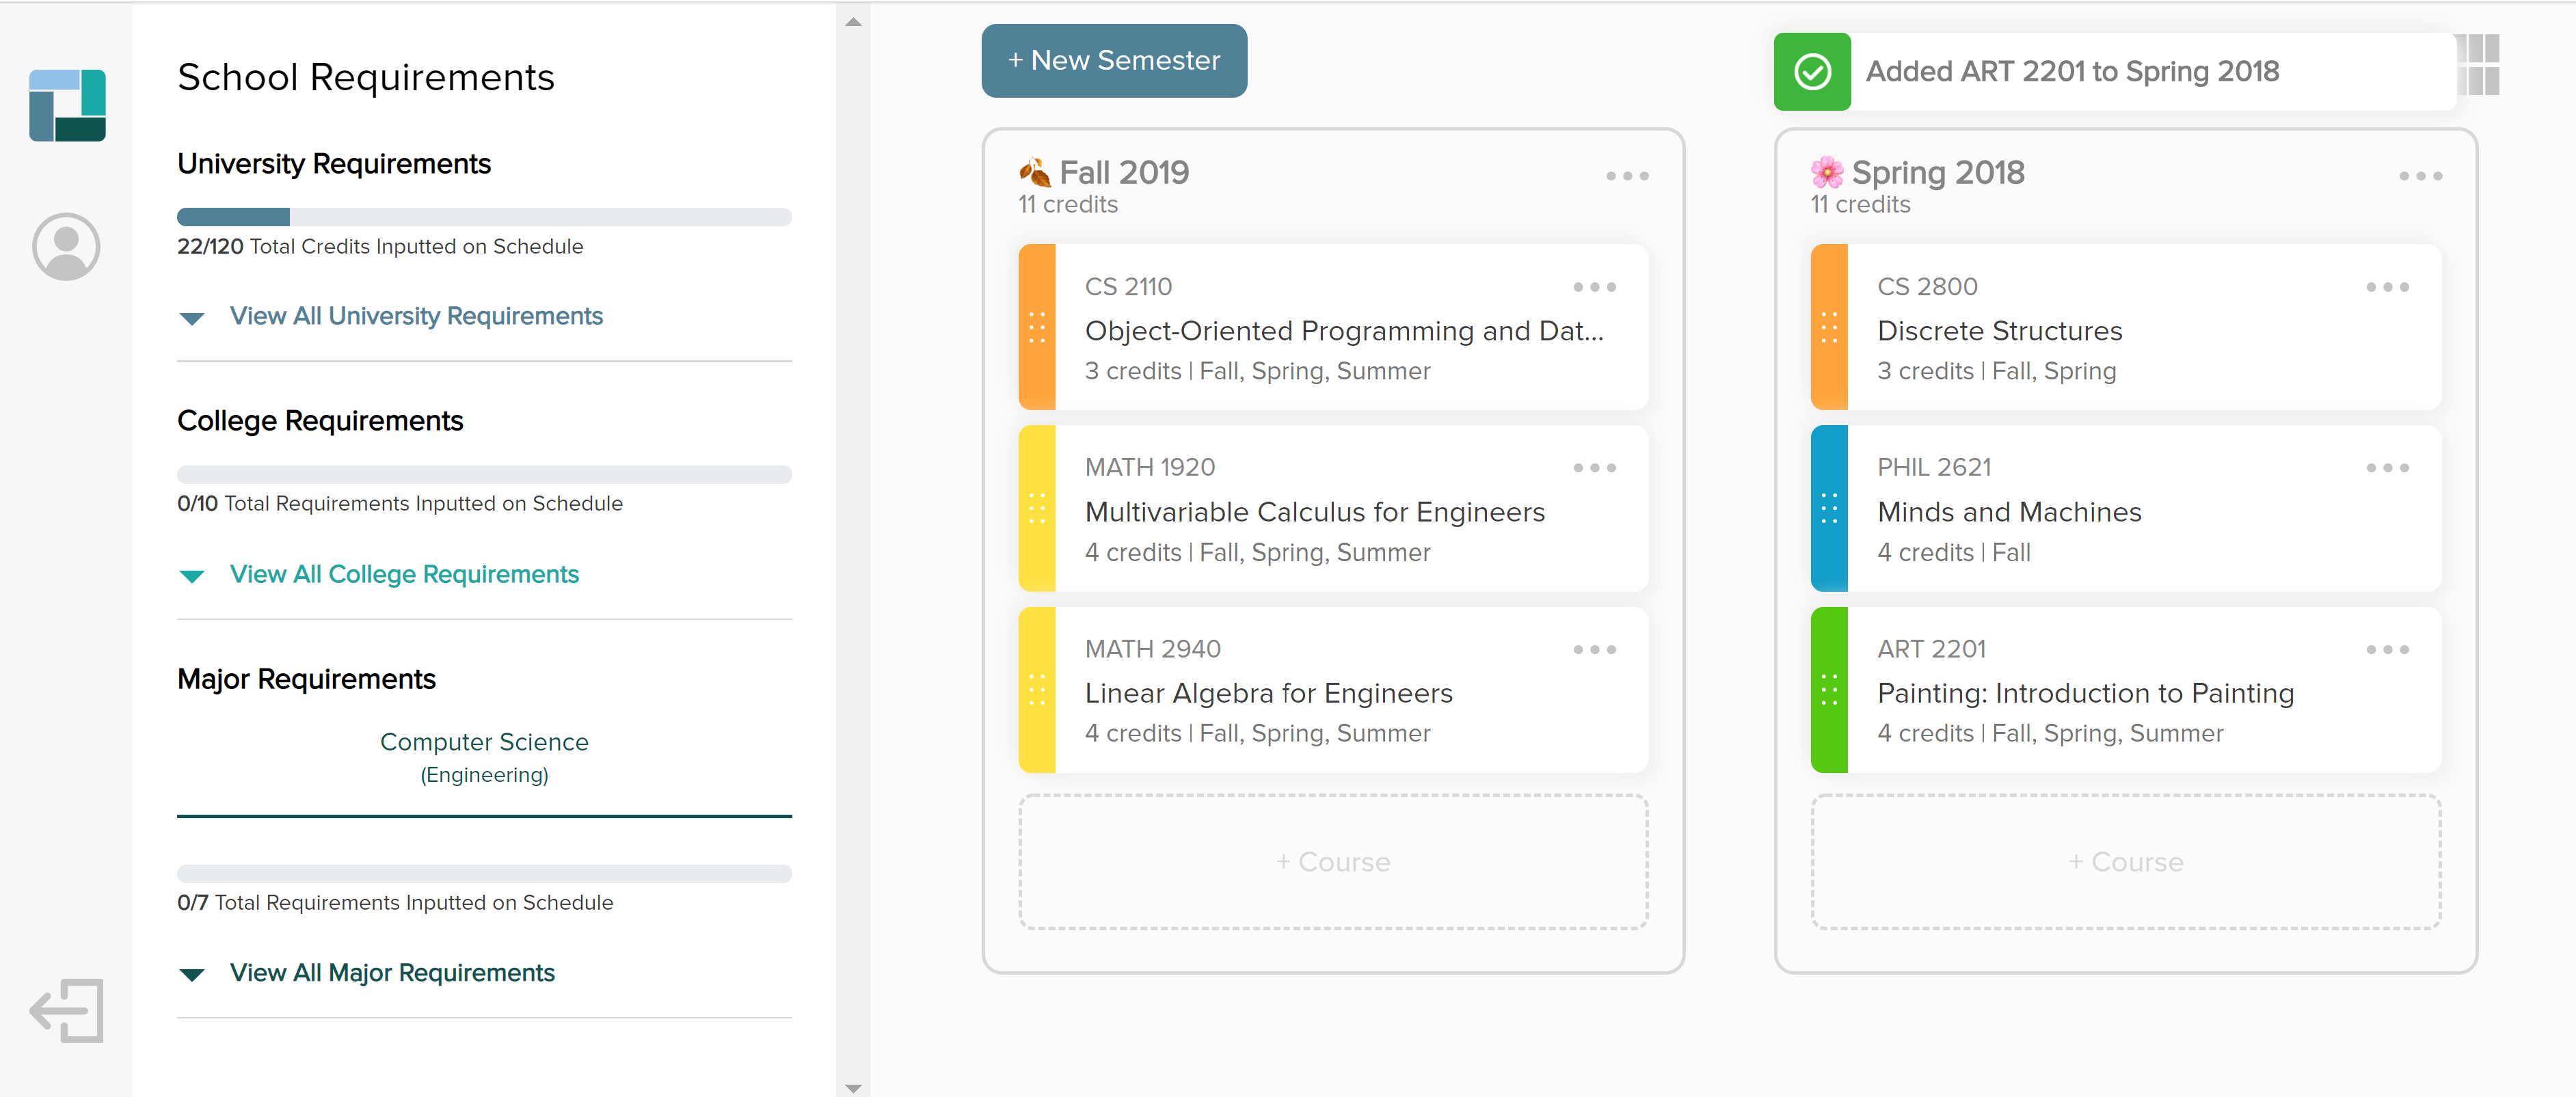 School Requirements
University Requirements
22/120 Total Credits Inputted on Schedule
View All University Requirements
College Requirements
0/10 Total Requirements Inputted on Schedule
View All College Requirements
Major Requirements
Computer Science
(Engineering)
0/7 Total Requirements Inputted on Schedule
View All Major Requirements
+ New Semester
Added ART 2201 to Spring 2018
Fall 2019
11 credits
CS 2110
Object-Oriented Programming and Dat...
3 credits | Fall, Spring, Summer
MATH 1920
Multivariable Calculus for Engineers
4 credits | Fall, Spring, Summer
MATH 2940
Linear Algebra for Engineers
4 credits | Fall, Spring, Summer
+ Course
Spring 2018
11 credits
CS 2800
Discrete Structures
3 credits | Fall, Spring
PHIL 2621
Minds and Machines
4 credits | Fall
ART 2201
Painting: Introduction to Painting
4 credits | Fall, Spring, Summer
+ Course